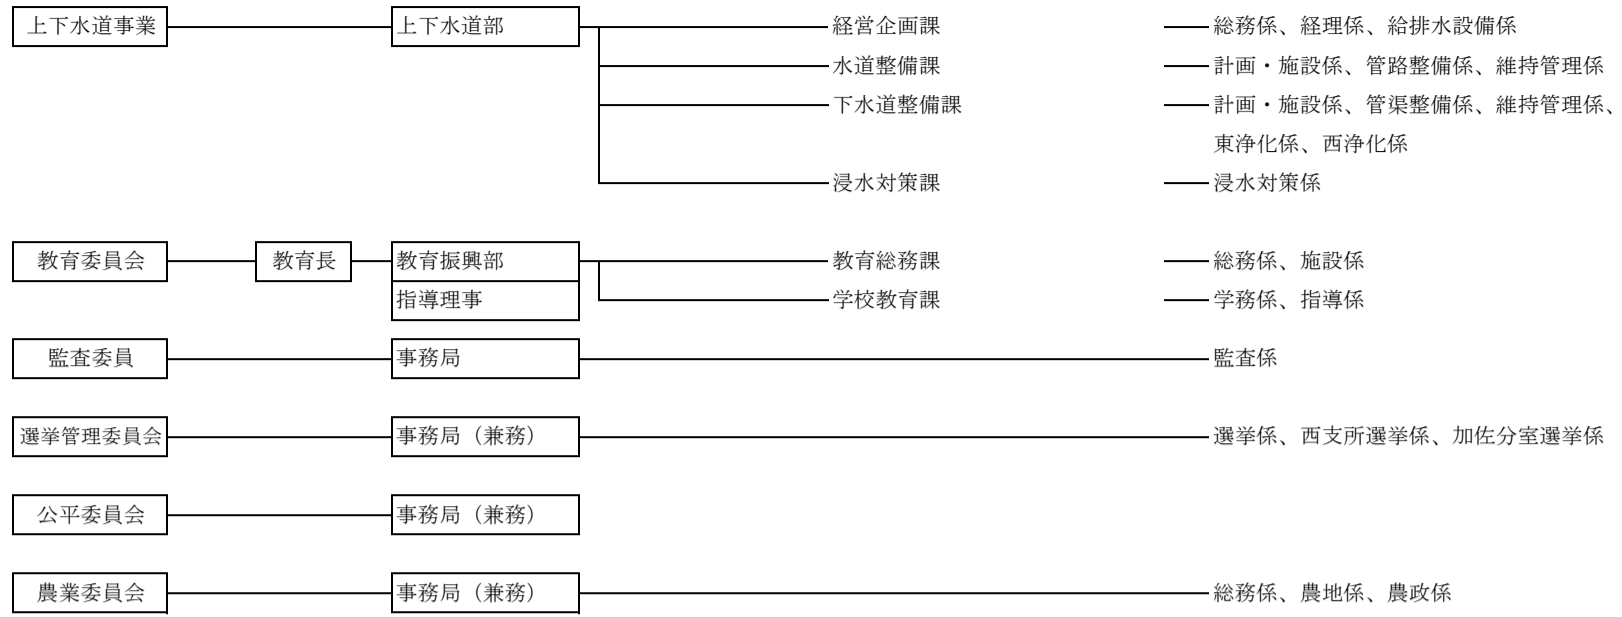 上下水道事業 上下水道部 経営企画課 総務係、経理係、給排水設備係
水道整備課 計画・施設係、管路整備係、維持管理係
下水道整備課 計画・施設係、管渠整備係、維持管理係、
東浄化係、西浄化係
浸水対策課 浸水対策係
教育委員会 教育長 教育振興部 教育総務課 総務係、施設係
指導理事 学校教育課 学務係、指導係
監査委員 事務局 監査係
選挙管理委員会 事務局（兼務） 選挙係、西支所選挙係、加佐分室選挙係
公平委員会 事務局（兼務）
農業委員会 事務局（兼務） 総務係、農地係、農政係